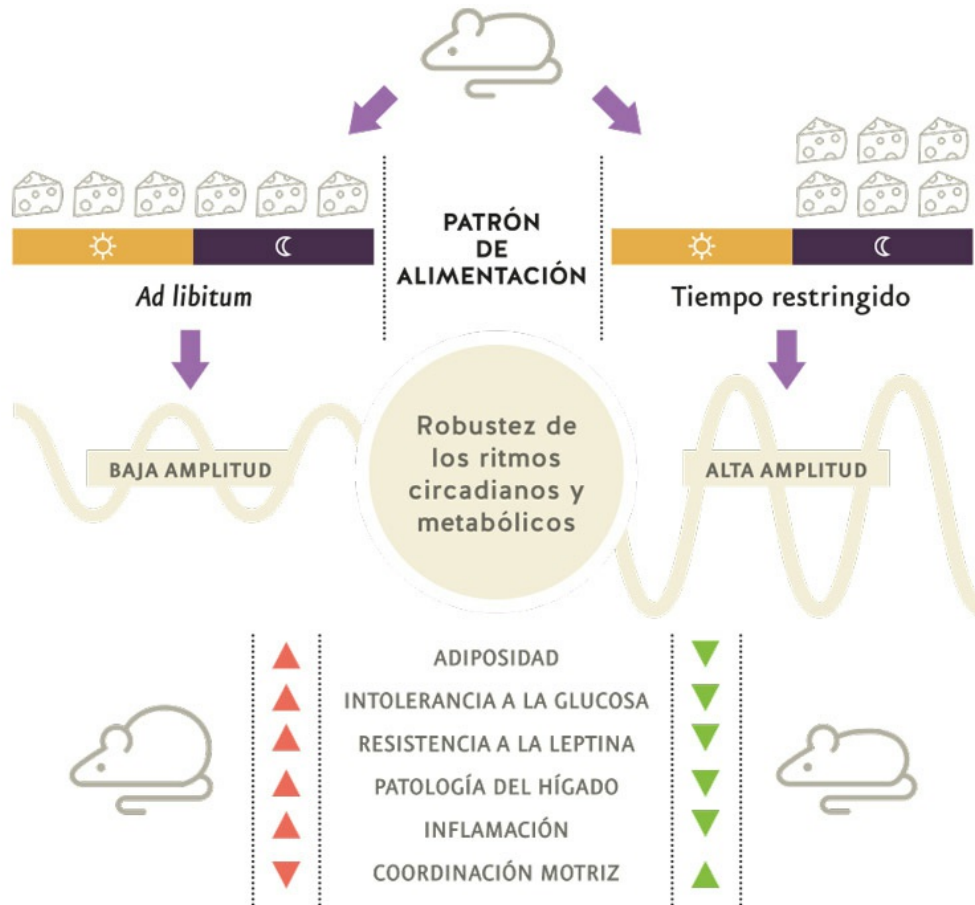 PATRÓN
DE
ALIMENTACIÓN
Ad libitum
Tiempo restringido
Robustez de
los ritmos
circadianos y
metabólicos
BAJA AMPLITUD
ALTA AMPLITUD
ADIPOSIDAD
INTOLERANCIA A LA GLUCOSA
RESISTENCIA A LA LEPTINA
PATOLOGÍA DEL HÍGADO
INFLAMACIÓN
COORDINACIÓN MOTRIZ